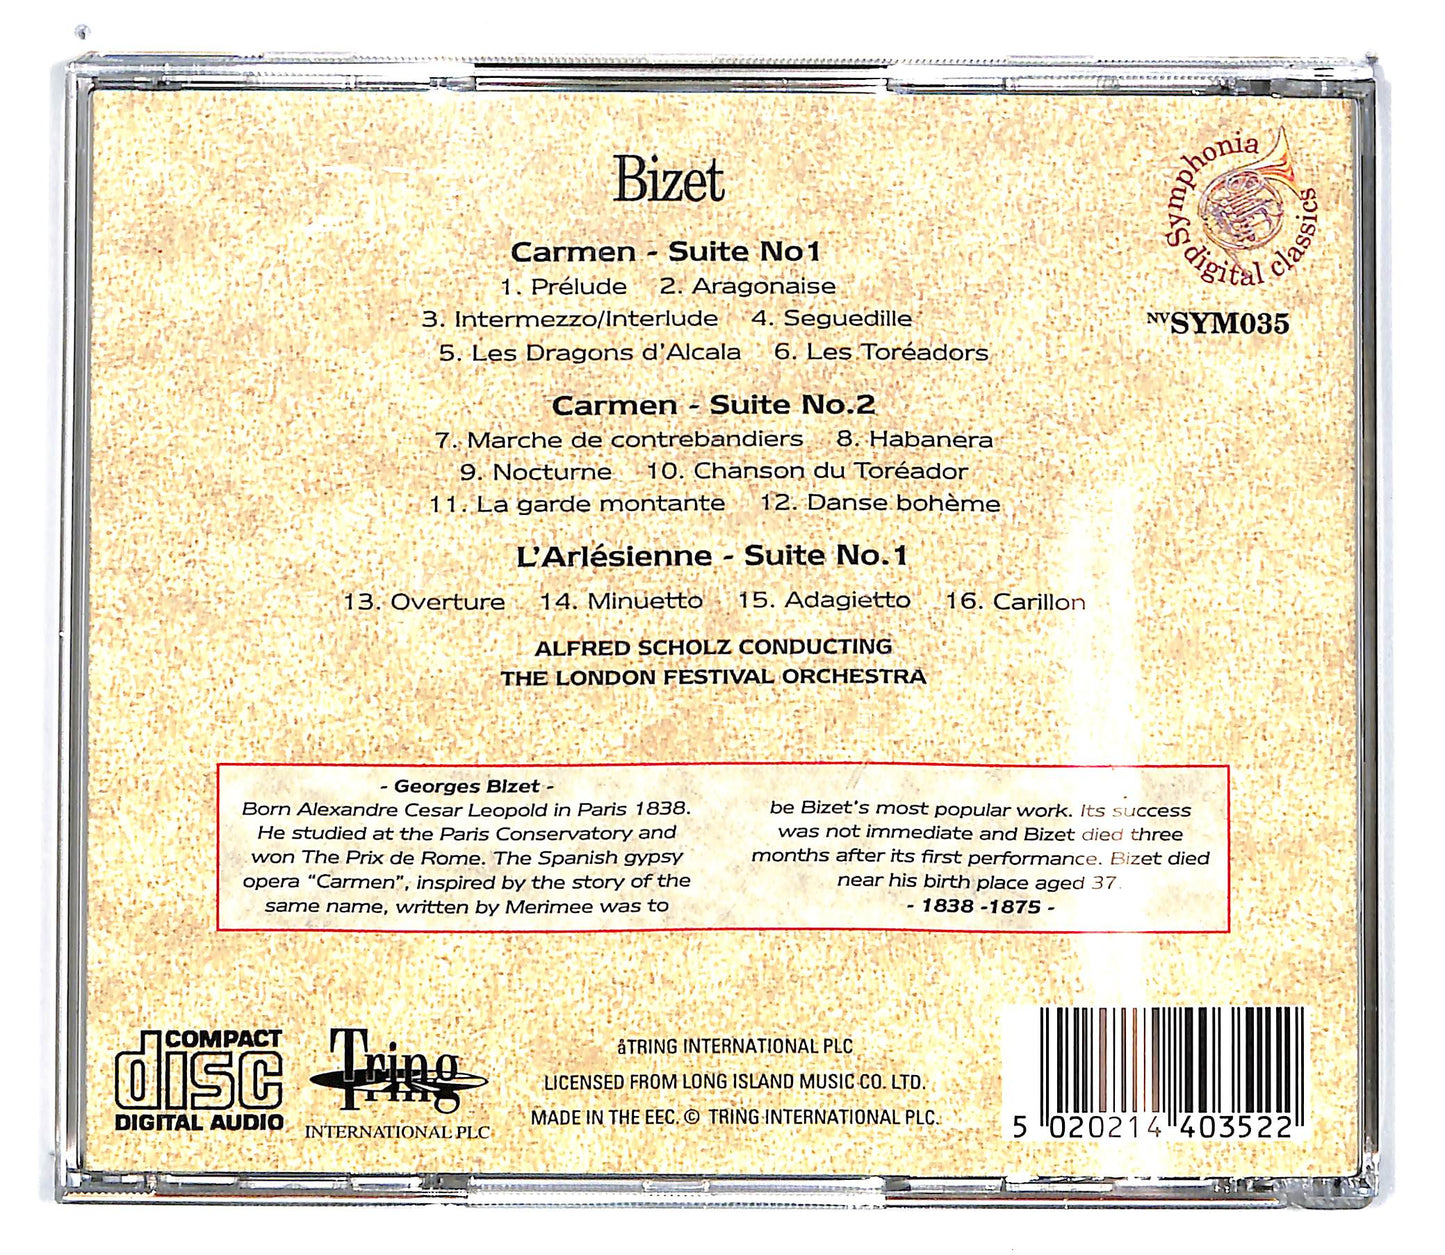 Bizet
Symphonia
digital classics
NVSYM035
Carmen - Suite No1
1. Prélude 2. Aragonaise
3. Intermezzo/Interlude 4. Seguedille
5. Les Dragons d'Alcala 6. Les Toréadors
Carmen - Suite No.2
7. Marche de contrebandiers 8. Habanera
9. Nocturne 10. Chanson du Toréador
11. La garde montante 12. Danse bohème
L'Arlésienne - Suite No.1
13. Overture 14. Minuetto 15. Adagietto 16. Carillon
ALFRED SCHOLZ CONDUCTING
THE LONDON FESTIVAL ORCHESTRA
- Georges Bizet -
Born Alexandre Cesar Leopold in Paris 1838.
He studied at the Paris Conservatory and
won The Prix de Rome. The Spanish gypsy
opera "Carmen", inspired by the story of the
same name, written by Merimee was to
be Bizet's most popular work. Its success
was not immediate and Bizet died three
months after its first performance. Bizet died
near his birth place aged 37.
- 1838 -1875 -
COMPACT
disc
DIGITAL AUDIO
Tring
INTERNATIONAL PLC
åTRING INTERNATIONAL PLC
LICENSED FROM LONG ISLAND MUSIC CO. LTD.
MADE IN THE EEC. © TRING INTERNATIONAL PLC.
5 020214 403522